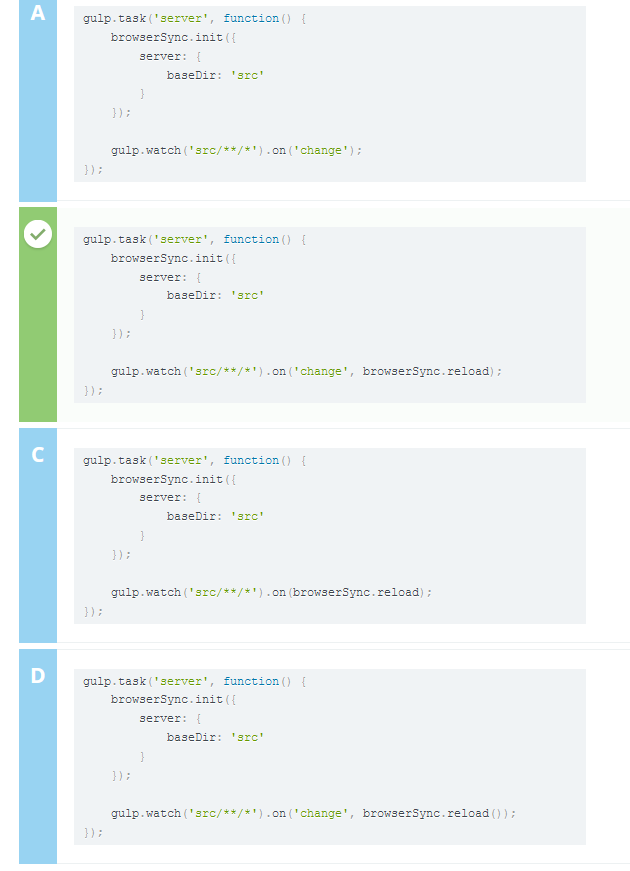 A
gulp.task('server', function() {
    browserSync.init({
        server: {
            baseDir: 'src'
        }
    });
    gulp.watch('src/**/*').on('change');
});
gulp.task('server', function() {
    browserSync.init({
        server: {
            baseDir: 'src'
        }
    });
    gulp.watch('src/**/*').on('change', browserSync.reload);
});
C
gulp.task('server', function() {
    browserSync.init({
        server: {
            baseDir: 'src'
        }
    });
    gulp.watch('src/**/*').on(browserSync.reload);
});
D
gulp.task('server', function() {
    browserSync.init({
        server: {
            baseDir: 'src'
        }
    });
    gulp.watch('src/**/*').on('change', browserSync.reload());
});